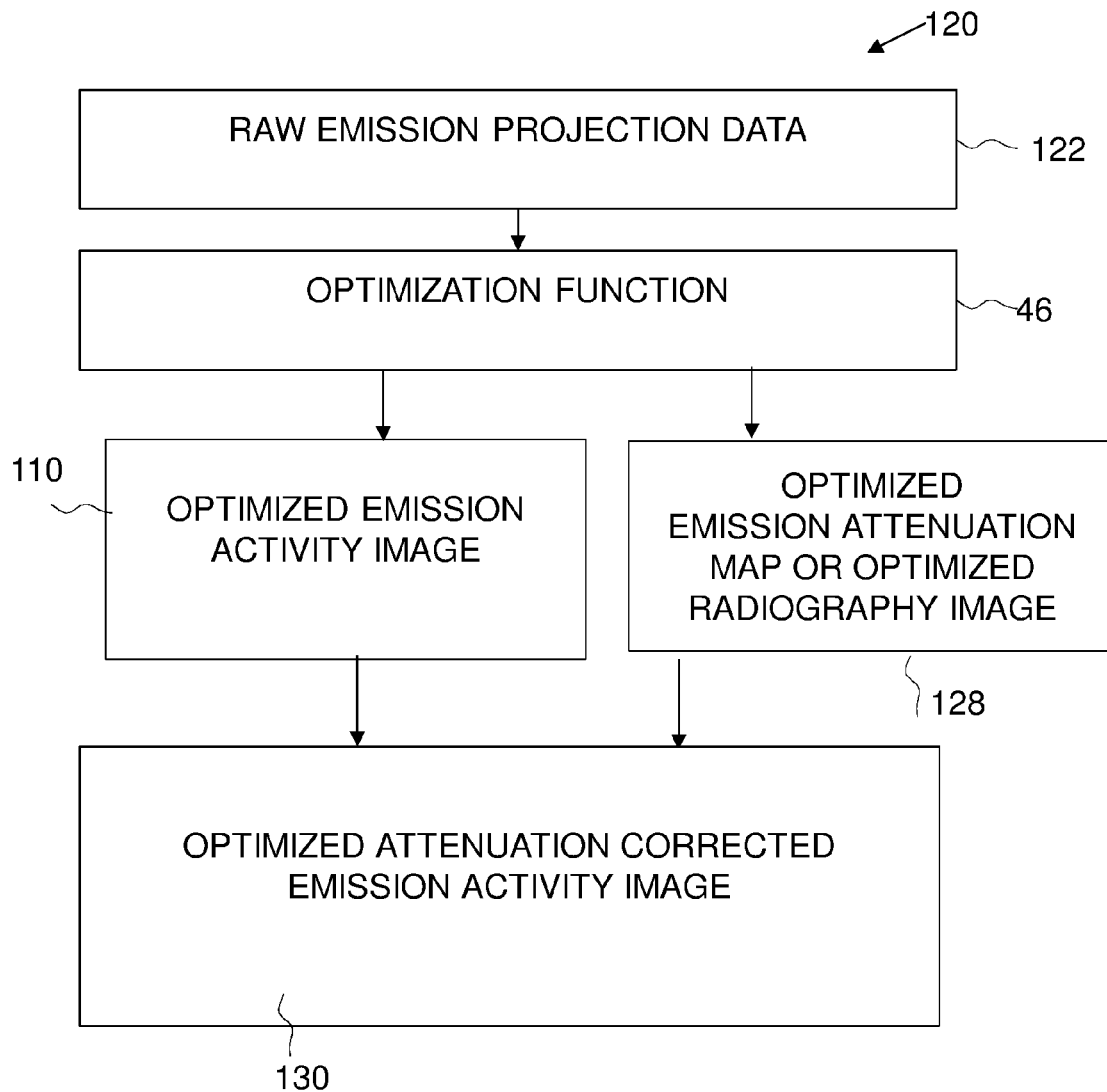 120
RAW EMISSION PROJECTION DATA
122
OPTIMIZATION FUNCTION
46
110
OPTIMIZED EMISSION
ACTIVITY IMAGE
OPTIMIZED
EMISSION ATTENUATION
MAP OR OPTIMIZED
RADIOGRAPHY IMAGE
128
OPTIMIZED ATTENUATION CORRECTED
EMISSION ACTIVITY IMAGE
130